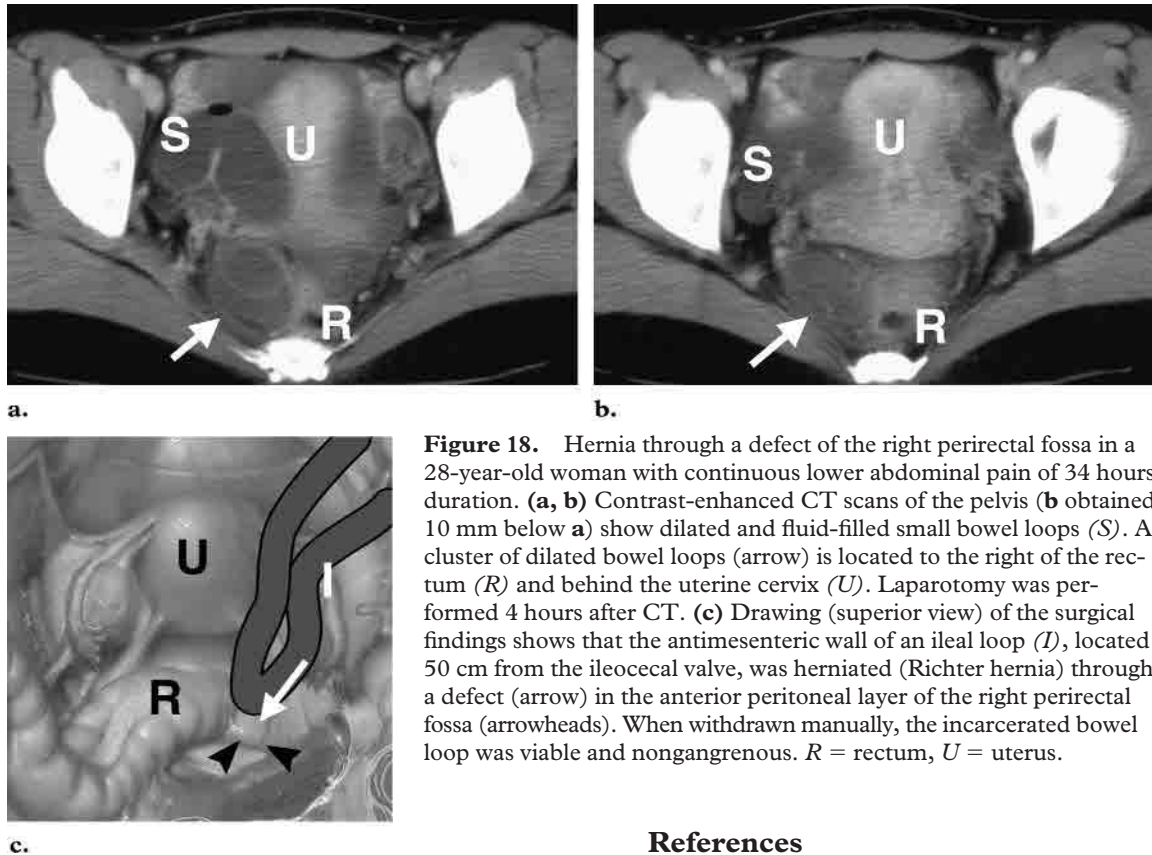 S
U
R
S
U
R
a.
b.
U
I
R
c.
Figure 18. Hernia through a defect of the right perirectal fossa in a
28-year-old woman with continuous lower abdominal pain of 34 hours
duration. (a, b) Contrast-enhanced CT scans of the pelvis (b obtained
10 mm below a) show dilated and fluid-filled small bowel loops (S). A
cluster of dilated bowel loops (arrow) is located to the right of the rec-
tum (R) and behind the uterine cervix (U). Laparotomy was per-
formed 4 hours after CT. (c) Drawing (superior view) of the surgical
findings shows that the antimesenteric wall of an ileal loop (I), located
50 cm from the ileocecal valve, was herniated (Richter hernia) through
a defect (arrow) in the anterior peritoneal layer of the right perirectal
fossa (arrowheads). When withdrawn manually, the incarcerated bowel
loop was viable and nongangrenous. R = rectum, U = uterus.
References